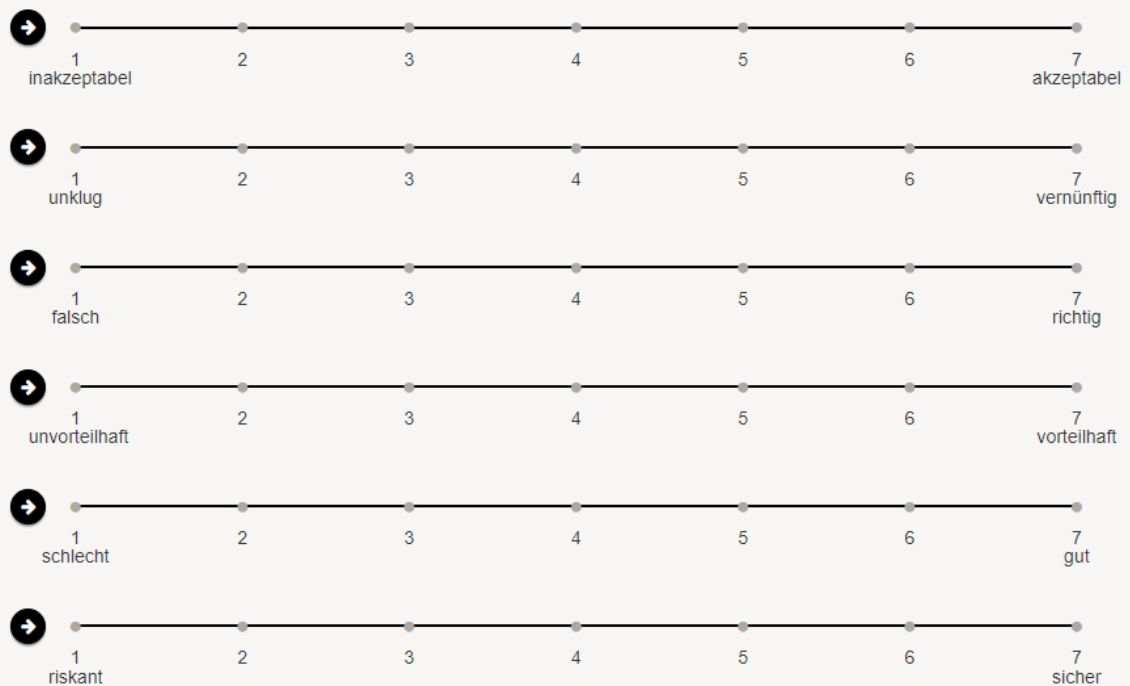 1 2 3 4 5 6 7
inakzeptabel akzeptabel
1 2 3 4 5 6 7
unklug vernünftig
1 2 3 4 5 6 7
falsch richtig
1 2 3 4 5 6 7
unvorteilhaft vorteilhaft
1 2 3 4 5 6 7
schlecht gut
1 2 3 4 5 6 7
riskant sicher